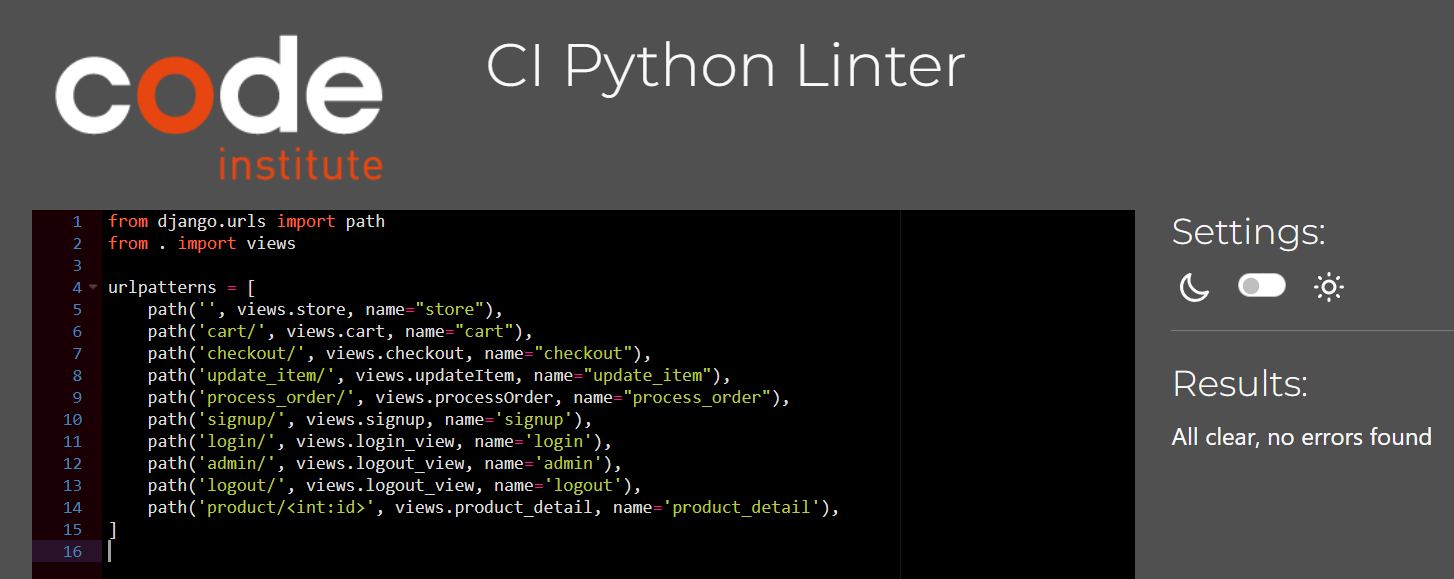 code
institute
CI Python Linter
1 from django.urls import path
2 from . import views
3
4 urlpatterns = [
5     path('', views.store, name="store"),
6     path('cart/', views.cart, name="cart"),
7     path('checkout/', views.checkout, name="checkout"),
8     path('update_item/', views.updateItem, name="update_item"),
9     path('process_order/', views.processOrder, name="process_order"),
10     path('signup/', views.signup, name='signup'),
11     path('login/', views.login_view, name='login'),
12     path('admin/', views.logout_view, name='admin'),
13     path('logout/', views.logout_view, name='logout'),
14     path('product/<int:id>', views.product_detail, name='product_detail'),
15 ]
16
Settings:
Results:
All clear, no errors found